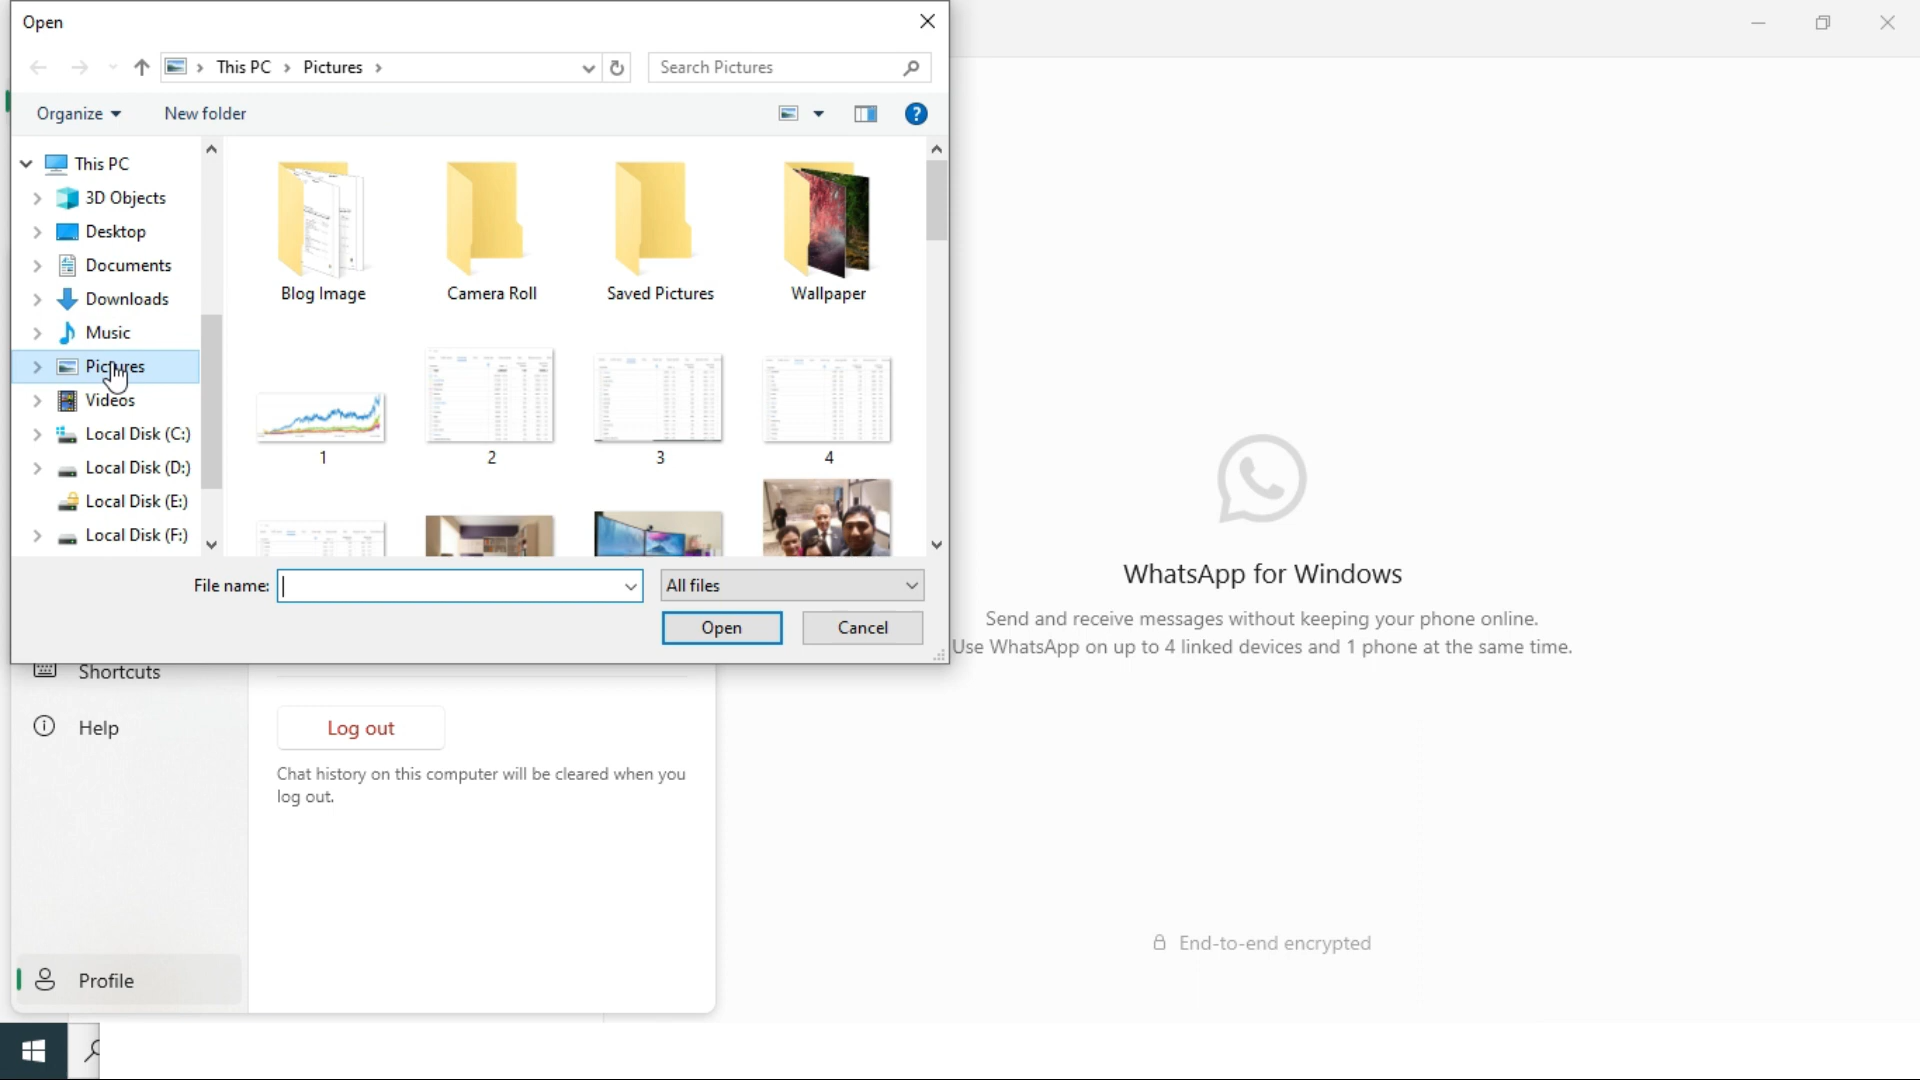 Open
This PC
Pictures
Search Pictures
Organize
New folder
This PC
3D Objects
Desktop
Documents
Downloads
Music
Pictures
Videos
Local Disk (C:)
Local Disk (D:)
Local Disk (E:)
Local Disk (F:)
Blog Image
Camera Roll
Saved Pictures
Wallpaper
1
2
3
4
File name:
All files
Open
Cancel
Shortcuts
Help
Profile
Log out
Chat history on this computer will be cleared when you
log out.
WhatsApp for Windows
Send and receive messages without keeping your phone online.
Use WhatsApp on up to 4 linked devices and 1 phone at the same time.
End-to-end encrypted